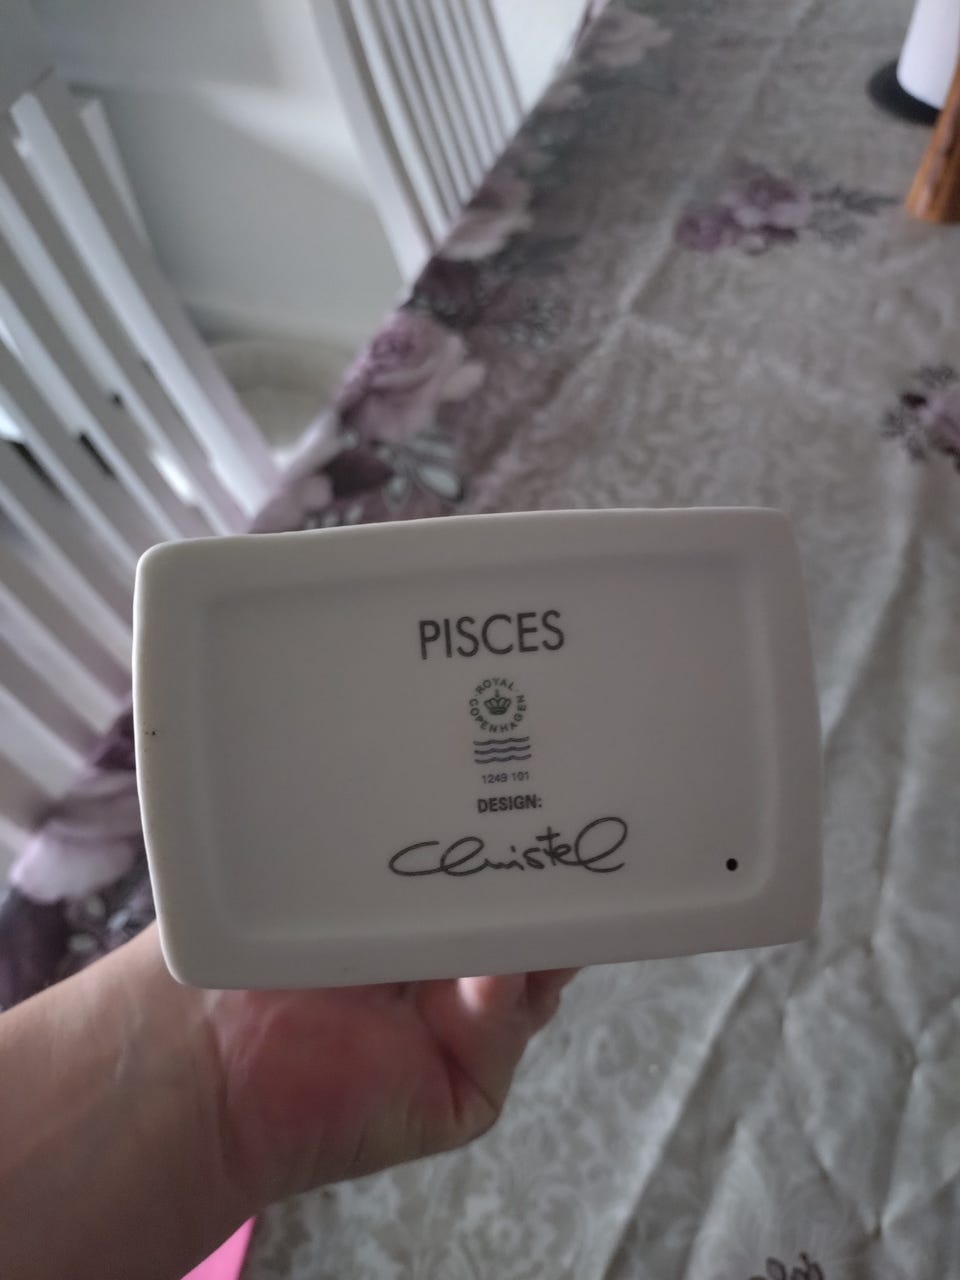 PISCES
ROYAL
COPENHAGEN
1249 101
DESIGN:
Christel